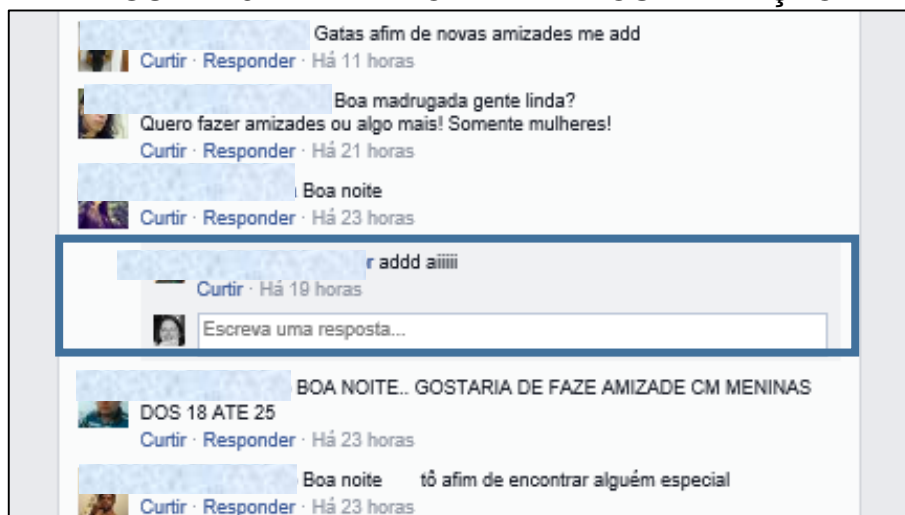 Gatas afim de novas amizades me add
Curtir · Responder · Há 11 horas
Boa madrugada gente linda?
Quero fazer amizades ou algo mais! Somente mulheres!
Curtir · Responder · Há 21 horas
Boa noite
Curtir · Responder · Há 23 horas
r addd aiiiii
Curtir · Há 19 horas
Escreva uma resposta...
BOA NOITE.. GOSTARIA DE FAZE AMIZADE CM MENINAS
DOS 18 ATE 25
Curtir · Responder · Há 23 horas
Boa noite tô afim de encontrar alguém especial
Curtir · Responder · Há 23 horas